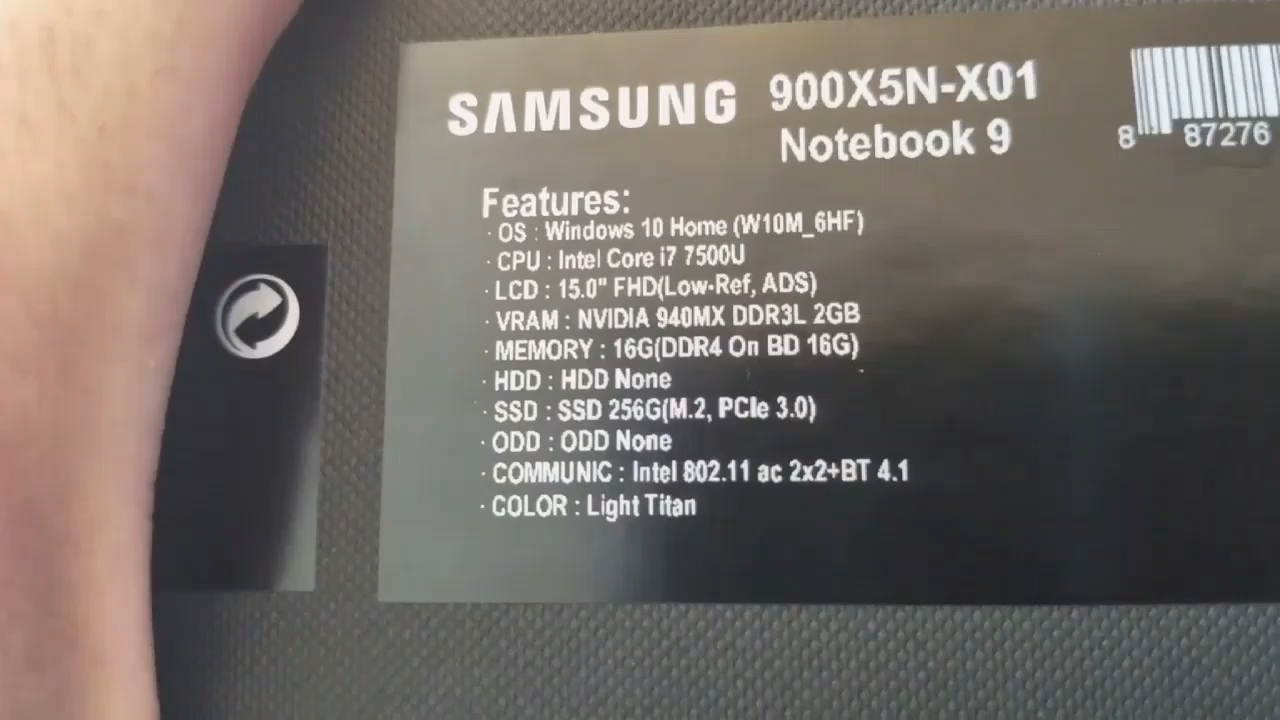 SAMSUNG 900X5N-X01
Notebook 9
8 87276
Features:
· OS : Windows 10 Home (W10M_6HF)
· CPU : Intel Core i7 7500U
· LCD : 15.0" FHD(Low-Ref, ADS)
· VRAM : NVIDIA 940MX DDR3L 2GB
· MEMORY : 16G(DDR4 On BD 16G)
· HDD : HDD None
· SSD : SSD 256G(M.2, PCIe 3.0)
· ODD : ODD None
· COMMUNIC : Intel 802.11 ac 2x2+BT 4.1
· COLOR : Light Titan